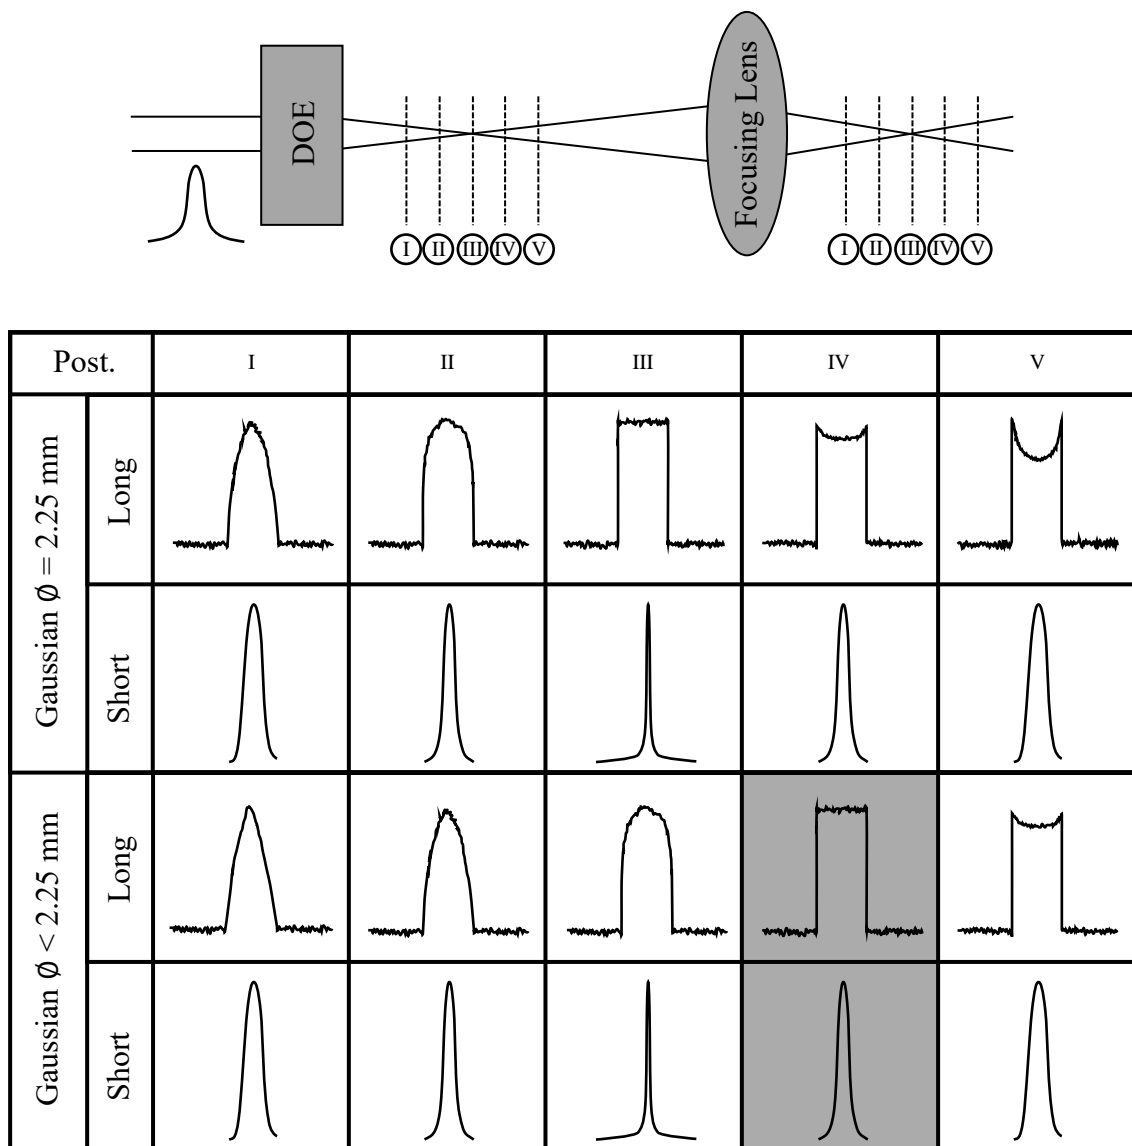 DOE
Focusing Lens
I II III IV V
I II III IV V
Post. I II III IV V
Gaussian Ø = 2.25 mm
Long
Short
Gaussian Ø < 2.25 mm
Long
Short